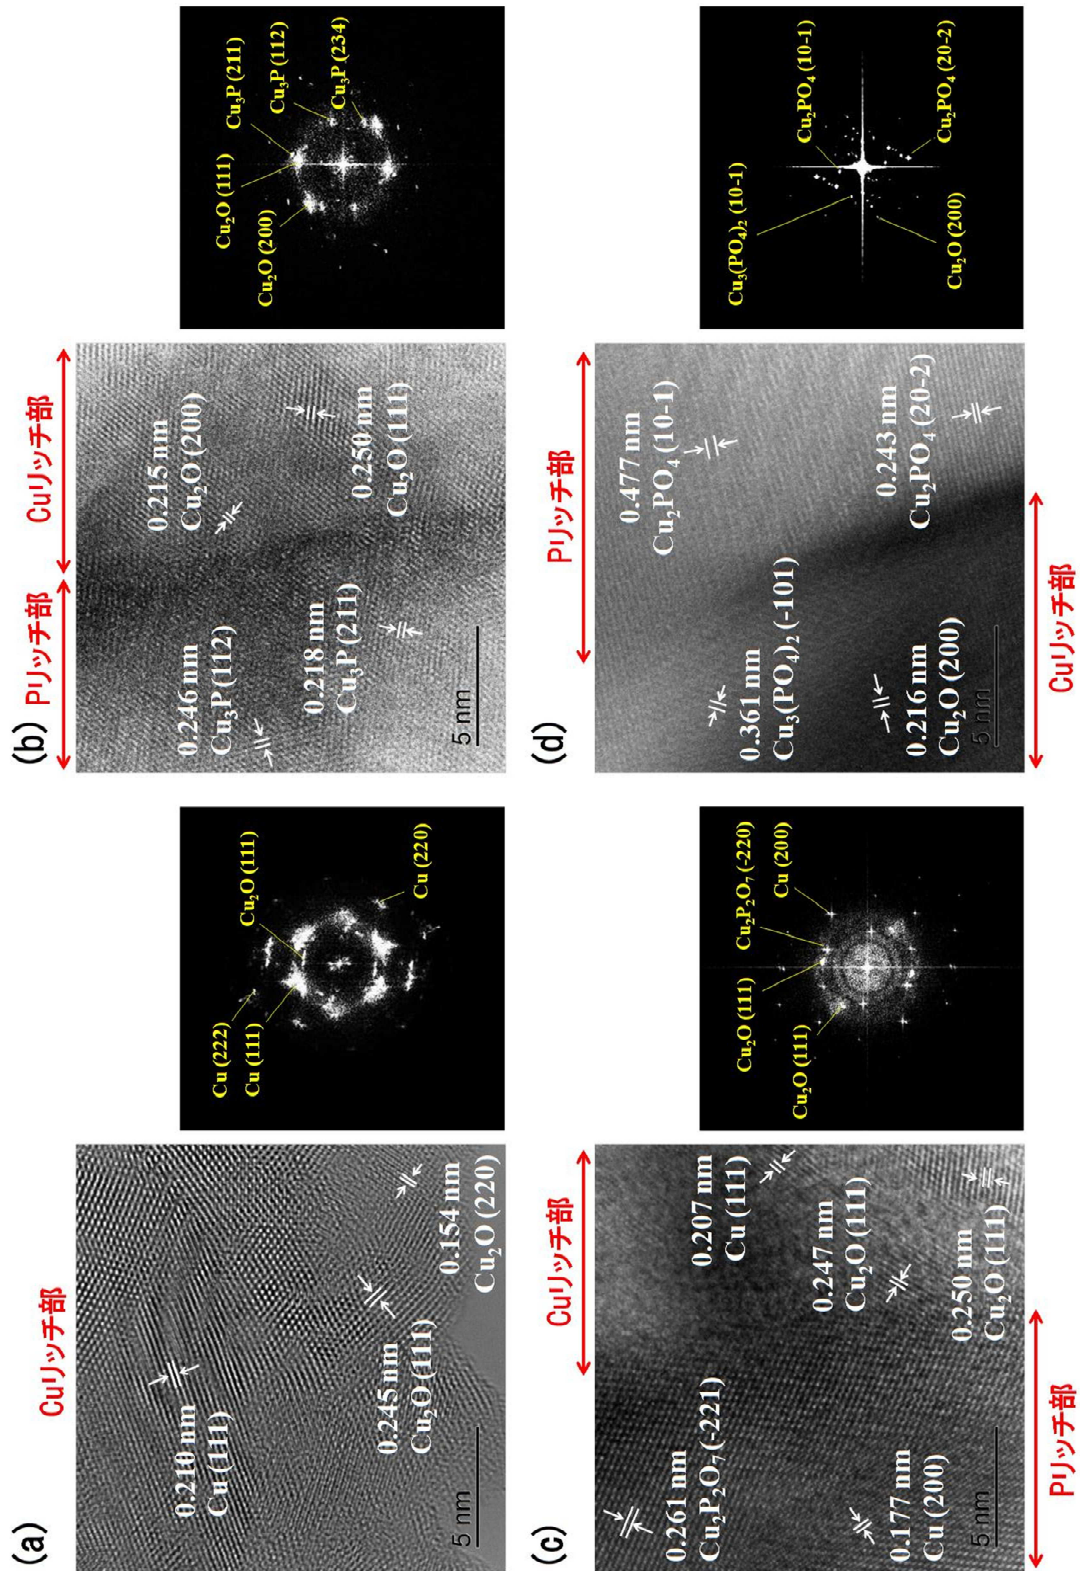 (a)
Cuリッチ部
0.210 nm
Cu (111)
0.245 nm
Cu₂O (111)
0.154 nm
Cu₂O (220)
5 nm
Cu (222)
Cu (111)
Cu₂O (111)
Cu (220)
(b)
Pリッチ部
Cuリッチ部
0.246 nm
Cu₃P (112)
0.215 nm
Cu₂O (200)
0.218 nm
Cu₃P (211)
0.250 nm
Cu₂O (111)
5 nm
Cu₂O (200)
Cu₂O (111)
Cu₃P (211)
Cu₃P (112)
Cu₃P (234)
(c)
Cuリッチ部
0.261 nm
Cu₂P₂O₇ (-221)
0.207 nm
Cu (111)
0.247 nm
Cu₂O (111)
0.177 nm
Cu (200)
0.250 nm
Cu₂O (111)
5 nm
Pリッチ部
Cu₂O (111)
Cu₂O (111)
Cu₂P₂O₇ (-220)
Cu (200)
(d)
Pリッチ部
0.477 nm
Cu₂PO₄ (10-1)
0.361 nm
Cu₃(PO₄)₂ (-101)
0.243 nm
Cu₂PO₄ (20-2)
0.216 nm
Cu₂O (200)
5 nm
Cuリッチ部
Cu₃(PO₄)₂ (10-1)
Cu₂PO₄ (10-1)
Cu₂O (200)
Cu₂PO₄ (20-2)